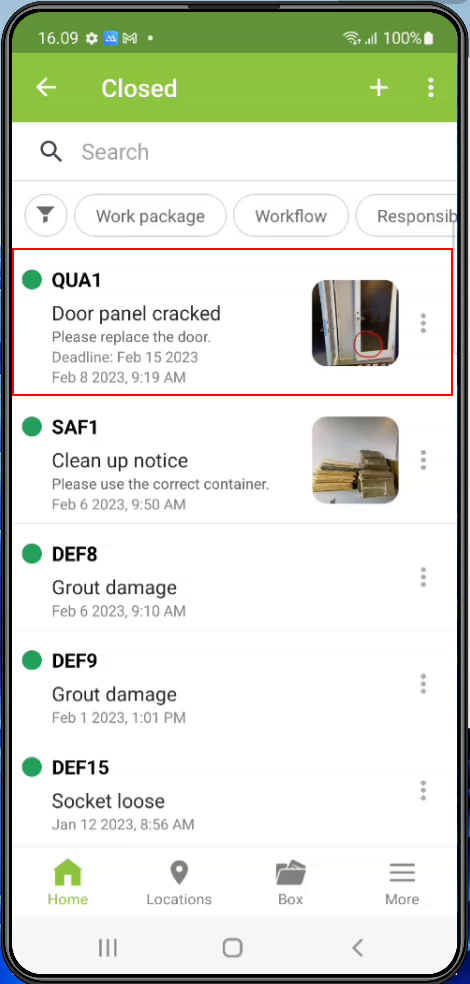 16.09 100%
Closed
Search
Work package Workflow Responsib
QUA1
Door panel cracked
Please replace the door.
Deadline: Feb 15 2023
Feb 8 2023, 9:19 AM
SAF1
Clean up notice
Please use the correct container.
Feb 6 2023, 9:50 AM
DEF8
Grout damage
Feb 6 2023, 9:10 AM
DEF9
Grout damage
Feb 1 2023, 1:01 PM
DEF15
Socket loose
Jan 12 2023, 8:56 AM
Home Locations Box More